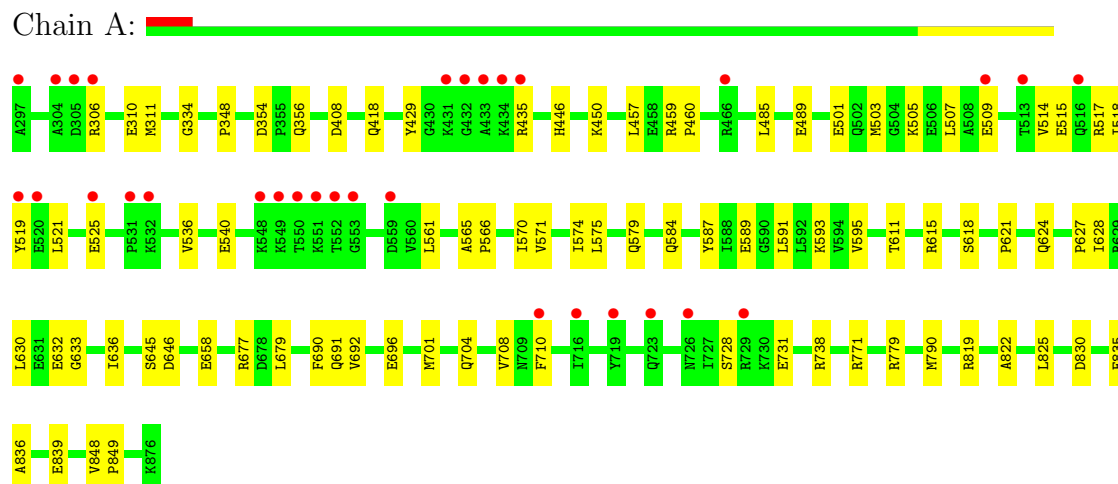 Chain A:
A297 A304 D305 R306 E310 M311 G334 P348 D354 P355 Q356 D408 Q418 Y429 G430 K431 G432 A433 K434 R435 H446 K450 L457 E458 R459 P460 R466 L485 E489 E501 Q502 M503 G504 K505 E506 L507 A508 E509 T513 V514 E515 Q516 R517
Y519 E520 L521 E525 P531 K532 V536 E540 K548 K549 T550 K551 T552 G553 D559 V560 L561 A565 P566 I570 V571 I574 L575 Q579 Q584 Y587 I588 E589 G590 L591 L592 K593 V594 V595 T611 R615 S618 P621 Q624 P627 I628
L630 E631 E632 G633 I636 S645 D646 E658 R677 D678 L679 F690 Q691 V692 E696 M701 Q704 V708 N709 F710 I716 Y719 Q723 N726 I727 S728 R729 K730 E731 R738 R771 R779 M790 R819 A822 L825 D830
A836 E839 V848 P849 K876